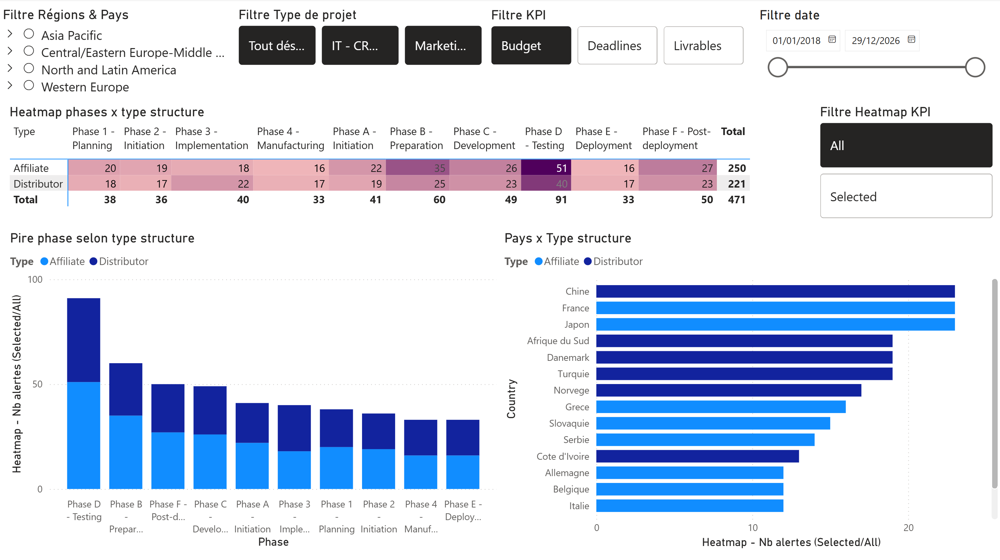 Filtre Régions & Pays
Asia Pacific
Central/Eastern Europe-Middle ...
North and Latin America
Western Europe
Filtre Type de projet
Tout dés...
IT - CR...
Marketi...
Filtre KPI
Budget
Deadlines
Livrables
Filtre date
01/01/2018
29/12/2026
Heatmap phases x type structure
Type Phase 1 - Planning Phase 2 - Initiation Phase 3 - Implementation Phase 4 - Manufacturing Phase A - Initiation Phase B - Preparation Phase C - Development Phase D - Testing Phase E - Deployment Phase F - Post-deployment Total
Affiliate 20 19 18 16 22 35 26 51 16 27 250
Distributor 18 17 22 17 19 25 23 40 17 23 221
Total 38 36 40 33 41 60 49 91 33 50 471
Filtre Heatmap KPI
All
Selected
Pire phase selon type structure
Type Affiliate Distributor
Heatmap - Nb alertes (Selected/All)
100
50
0
Phase D - Testing
Phase B - Prepar...
Phase F - Post-d...
Phase C - Develo...
Phase A - Initiation
Phase 3 - Imple...
Phase 1 - Planning
Phase 2 - Initiation
Phase 4 - Manuf...
Phase E - Deploy...
Phase
Pays x Type structure
Type Affiliate Distributor
Country
Chine
France
Japon
Afrique du Sud
Danemark
Turquie
Norvege
Grece
Slovaquie
Serbie
Cote d'Ivoire
Allemagne
Belgique
Italie
0 10 20
Heatmap - Nb alertes (Selected/All)